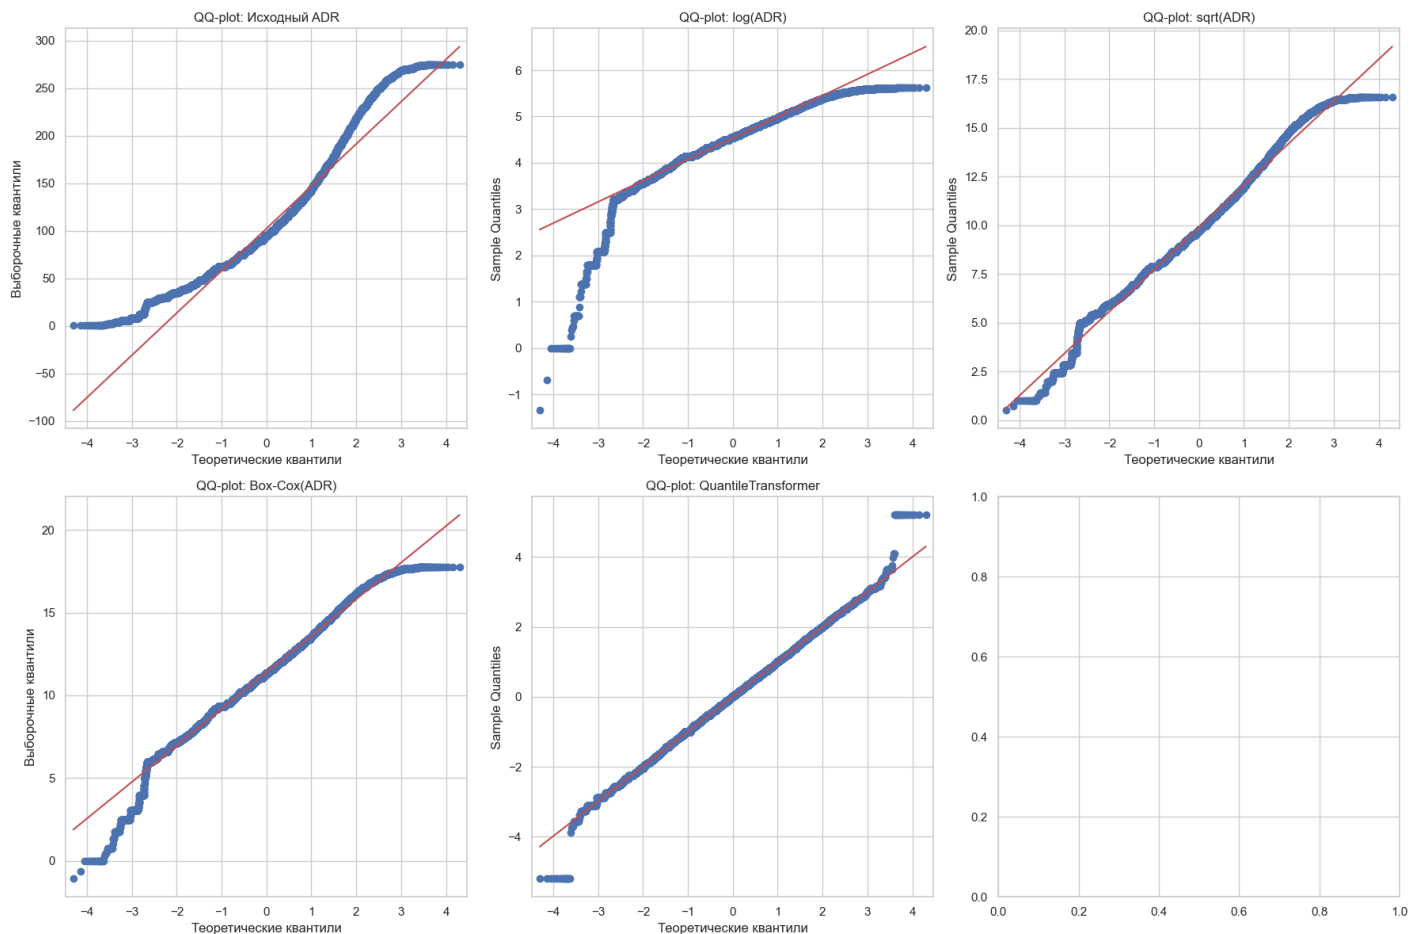 QQ-plot: Исходный ADR
300
250
200
150
100
50
0
−50
−100
Выборочные квантили
−4 −3 −2 −1 0 1 2 3 4
Теоретические квантили
QQ-plot: log(ADR)
6
5
4
3
2
1
0
−1
Sample Quantiles
−4 −3 −2 −1 0 1 2 3 4
Теоретические квантили
QQ-plot: sqrt(ADR)
20.0
17.5
15.0
12.5
10.0
7.5
5.0
2.5
0.0
Sample Quantiles
−4 −3 −2 −1 0 1 2 3 4
Теоретические квантили
QQ-plot: Box-Cox(ADR)
20
15
10
5
0
Выборочные квантили
−4 −3 −2 −1 0 1 2 3 4
Теоретические квантили
QQ-plot: QuantileTransformer
4
2
0
−2
−4
Sample Quantiles
−4 −3 −2 −1 0 1 2 3 4
Теоретические квантили
1.0
0.8
0.6
0.4
0.2
0.0
0.0 0.2 0.4 0.6 0.8 1.0